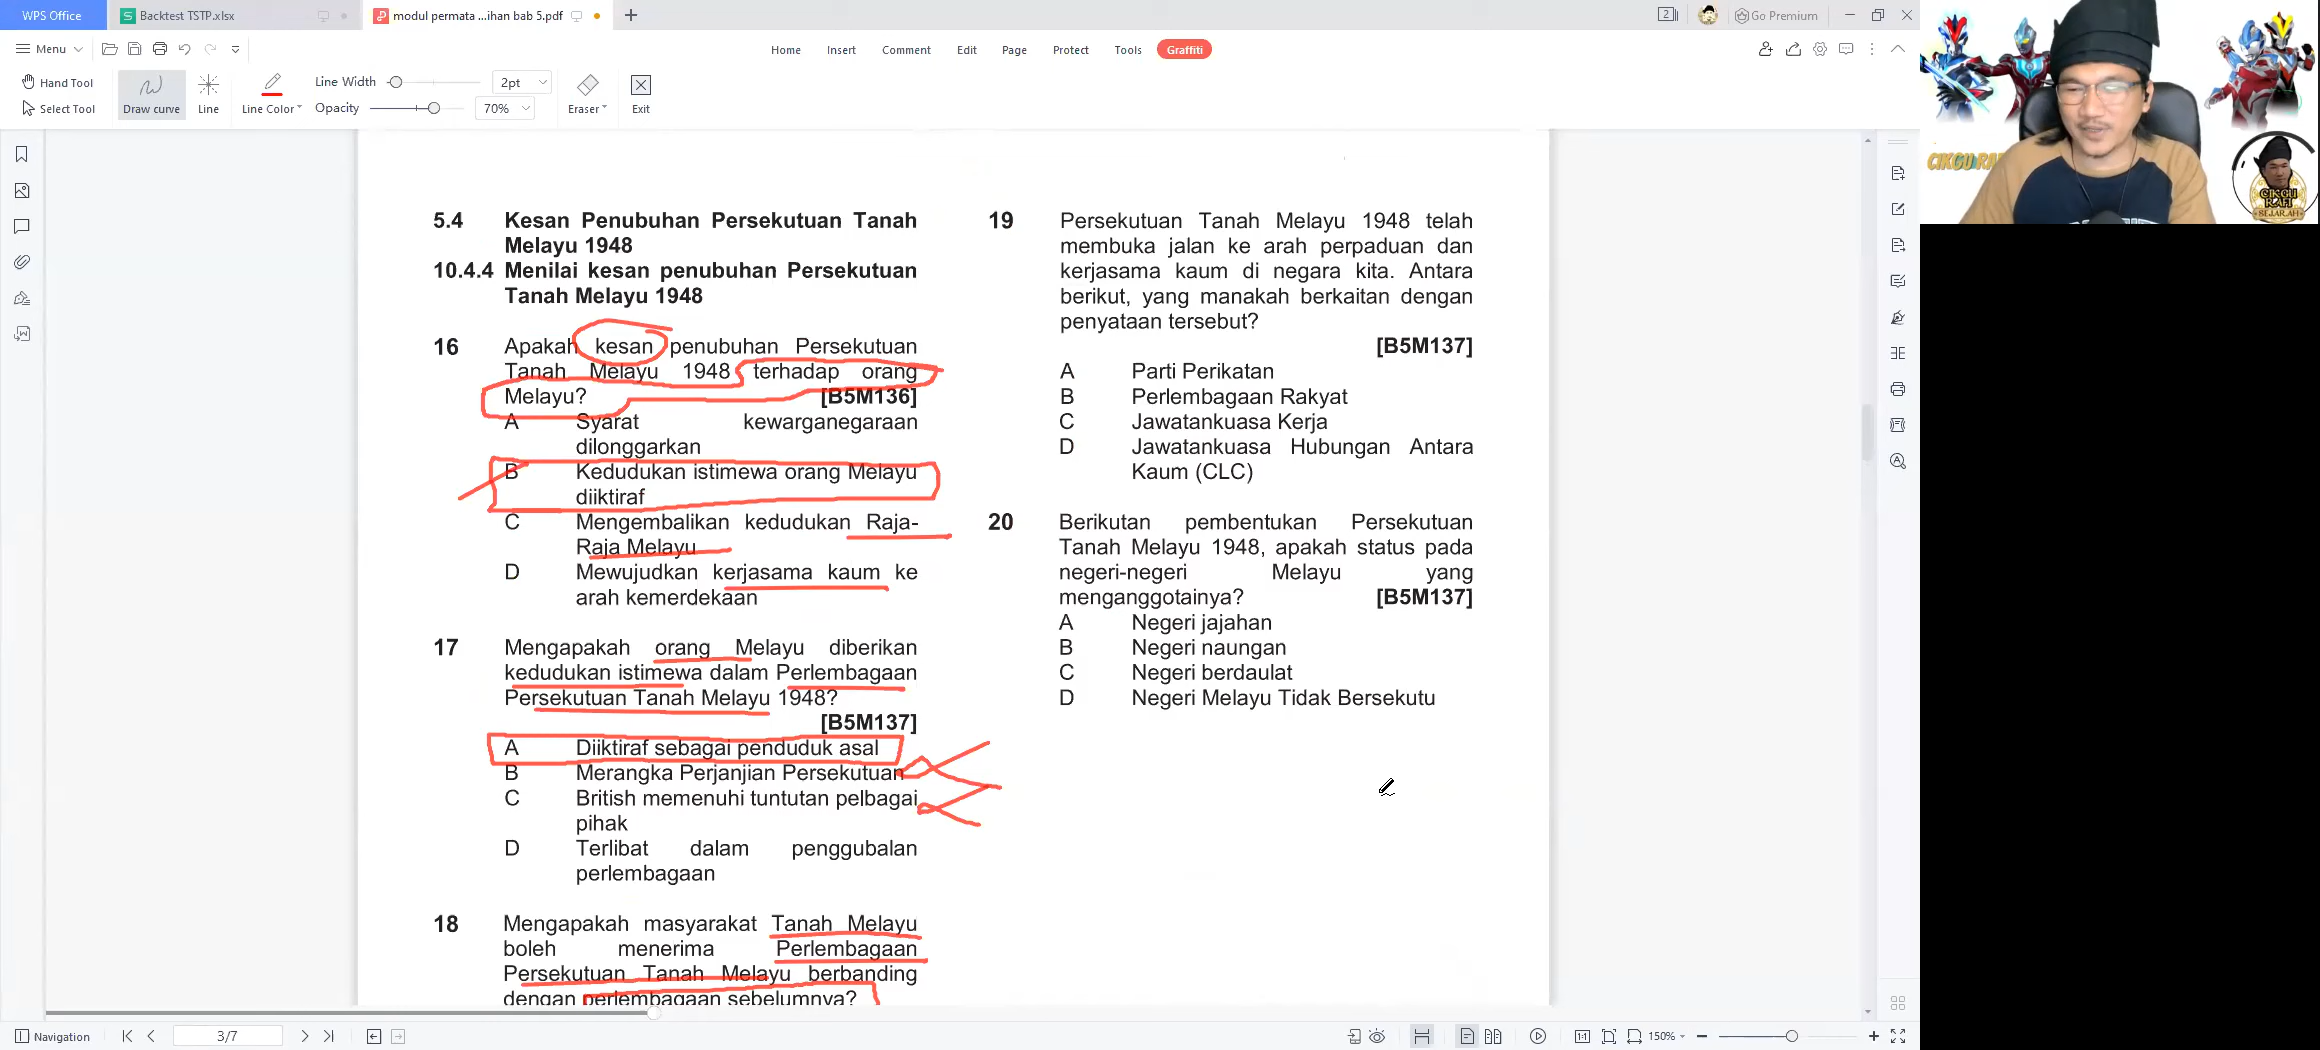 WPS Office
Backtest TSTP.xlsx
modul permata ...ihan bab 5.pdf
2
Go Premium
Menu
Home
Insert
Comment
Edit
Page
Protect
Tools
Graffiti
Hand Tool
Select Tool
Draw curve
Line
Line Color
Line Width
2pt
Opacity
70%
Eraser
Exit
5.4 Kesan Penubuhan Persekutuan Tanah
Melayu 1948
10.4.4 Menilai kesan penubuhan Persekutuan
Tanah Melayu 1948
16 Apakah kesan penubuhan Persekutuan
Tanah Melayu 1948 terhadap orang
Melayu? [B5M136]
A Syarat kewarganegaraan
dilonggarkan
B Kedudukan istimewa orang Melayu
diiktiraf
C Mengembalikan kedudukan Raja-
Raja Melayu
D Mewujudkan kerjasama kaum ke
arah kemerdekaan
17 Mengapakah orang Melayu diberikan
kedudukan istimewa dalam Perlembagaan
Persekutuan Tanah Melayu 1948?
[B5M137]
A Diiktiraf sebagai penduduk asal
B Merangka Perjanjian Persekutuan
C British memenuhi tuntutan pelbagai
pihak
D Terlibat dalam penggubalan
perlembagaan
18 Mengapakah masyarakat Tanah Melayu
boleh menerima Perlembagaan
Persekutuan Tanah Melayu berbanding
dengan perlembagaan sebelumnya?
19 Persekutuan Tanah Melayu 1948 telah
membuka jalan ke arah perpaduan dan
kerjasama kaum di negara kita. Antara
berikut, yang manakah berkaitan dengan
penyataan tersebut?
[B5M137]
A Parti Perikatan
B Perlembagaan Rakyat
C Jawatankuasa Kerja
D Jawatankuasa Hubungan Antara
Kaum (CLC)
20 Berikutan pembentukan Persekutuan
Tanah Melayu 1948, apakah status pada
negeri-negeri Melayu yang
menganggotainya? [B5M137]
A Negeri jajahan
B Negeri naungan
C Negeri berdaulat
D Negeri Melayu Tidak Bersekutu
CIKGU
CIKGU
RAFI
SEJARAH
Navigation
3/7
1:1
150%